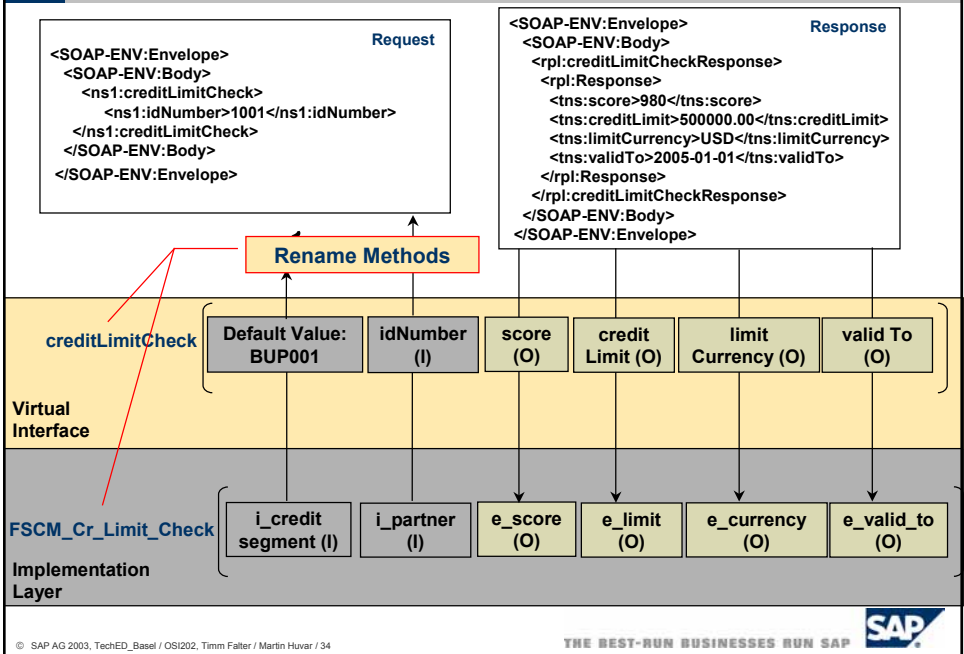 Request
<SOAP-ENV:Envelope>
<SOAP-ENV:Body>
<ns1:creditLimitCheck>
<ns1:idNumber>1001</ns1:idNumber>
</ns1:creditLimitCheck>
</SOAP-ENV:Body>
</SOAP-ENV:Envelope>
Response
<SOAP-ENV:Envelope>
<SOAP-ENV:Body>
<rpl:creditLimitCheckResponse>
<rpl:Response>
<tns:score>980</tns:score>
<tns:creditLimit>500000.00</tns:creditLimit>
<tns:limitCurrency>USD</tns:limitCurrency>
<tns:validTo>2005-01-01</tns:validTo>
</rpl:Response>
</rpl:creditLimitCheckResponse>
</SOAP-ENV:Body>
</SOAP-ENV:Envelope>
Rename Methods
creditLimitCheck
Default Value:
BUP001
idNumber
(I)
score
(O)
credit
Limit (O)
limit
Currency (O)
valid To
(O)
Virtual
Interface
FSCM_Cr_Limit_Check
i_credit
segment (I)
i_partner
(I)
e_score
(O)
e_limit
(O)
e_currency
(O)
e_valid_to
(O)
Implementation
Layer
© SAP AG 2003, TechED_Basel / OSI202, Timm Falter / Martin Huvar / 34
THE BEST-RUN BUSINESSES RUN SAP
SAP